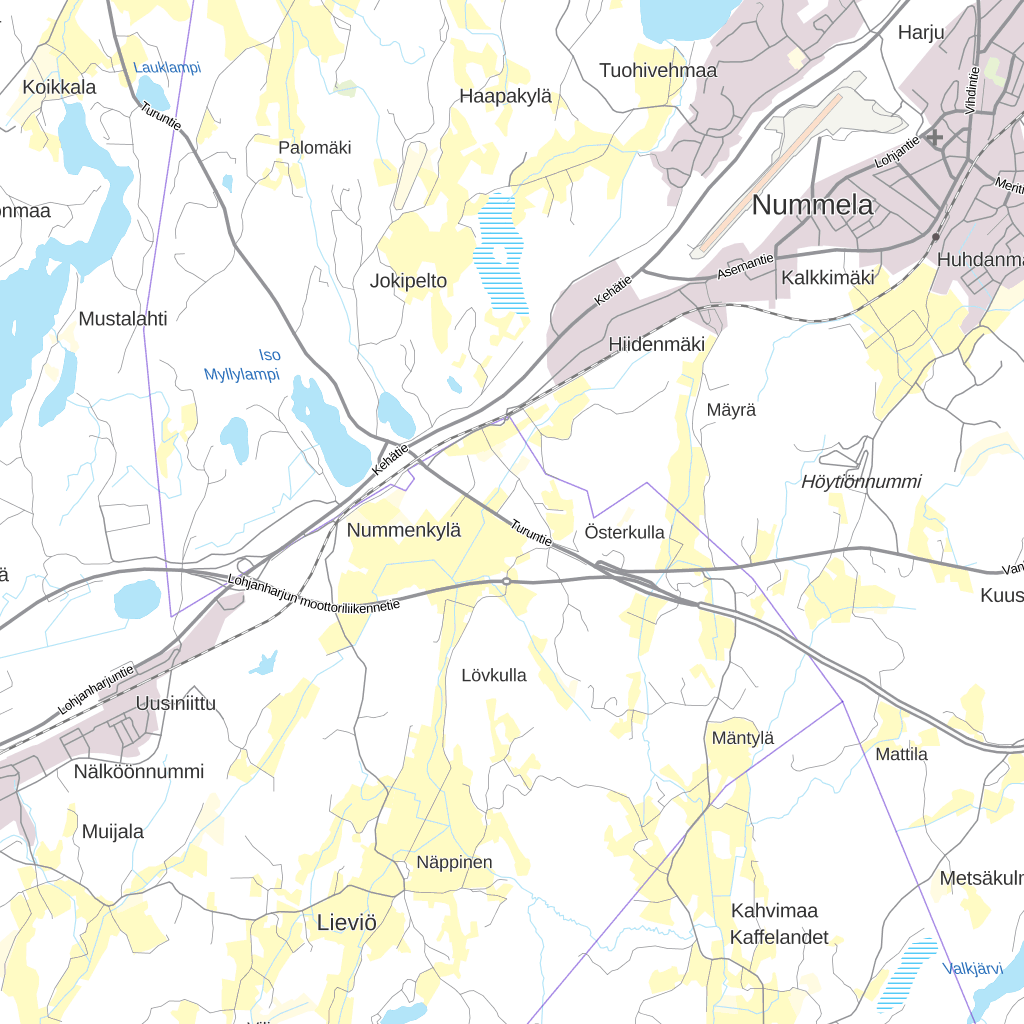 Harju
Lauklampi
Tuohivehmaa
Koikkala
Haapakylä
Vihdintie
Turuntie
Palomäki
Lohjantie
Nummela
Huhdanmä
Asemantie
Jokipelto
Kalkkimäki
Kehätie
Mustalahti
Hiidenmäki
Iso
Myllylampi
Mäyrä
Kehätie
Höytiönnummi
Nummenkylä
Turuntie
Österkulla
Lohjanharjun moottoriliikennetie
Kuus
Lövkulla
Lohjanharjuntie
Uusiniittu
Mäntylä
Mattila
Nälköönnummi
Muijala
Näppinen
Metsäkulm
Lieviö
Kahvimaa
Kaffelandet
Valkjärvi